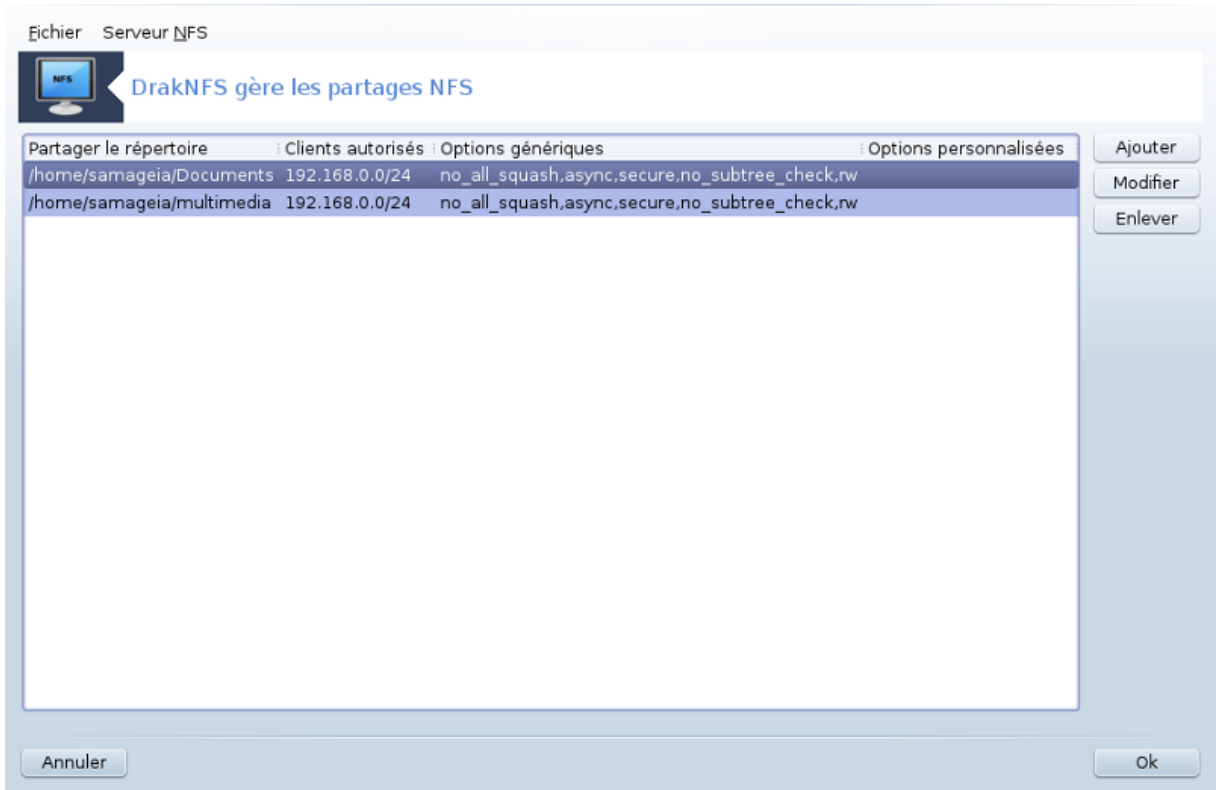 Fichier Serveur NFS
NFS
DrakNFS gère les partages NFS
Partager le répertoire Clients autorisés Options génériques Options personnalisées
/home/samageia/Documents 192.168.0.0/24 no_all_squash,async,secure,no_subtree_check,rw
/home/samageia/multimedia 192.168.0.0/24 no_all_squash,async,secure,no_subtree_check,rw
Ajouter
Modifier
Enlever
Annuler Ok